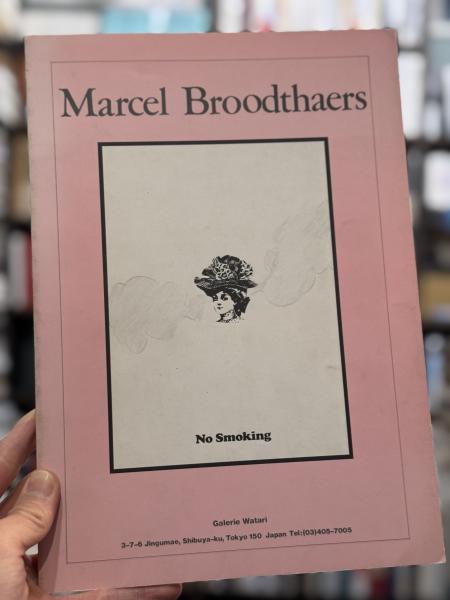 Marcel Broodthaers
No Smoking
Galerie Watari
3-7-6 Jingumae, Shibuya-ku, Tokyo 150 Japan Tel:(03)405-7005